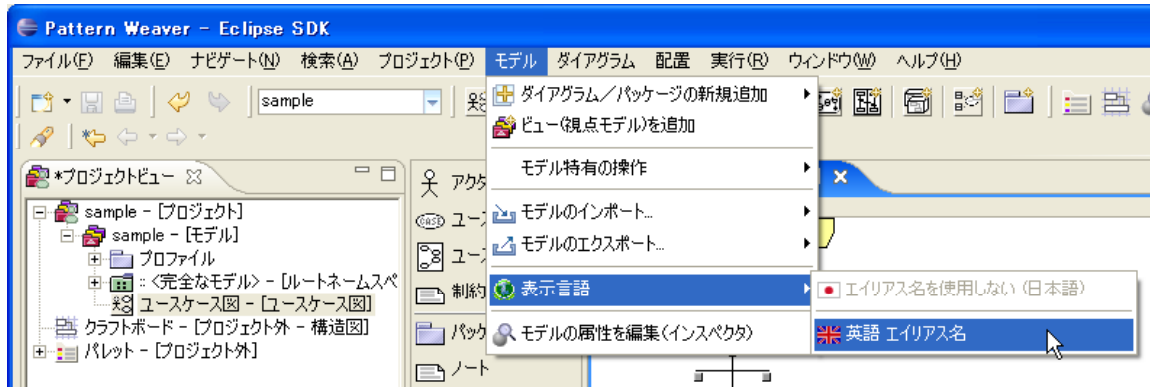 Pattern Weaver - Eclipse SDK
ファイル(F) 編集(E) ナビゲート(N) 検索(A) プロジェクト(P) モデル ダイアグラム 配置 実行(R) ウィンドウ(W) ヘルプ(H)
sample
ダイアグラム／パッケージの新規追加
ビュー(視点モデル)を追加
モデル特有の操作
モデルのインポート...
モデルのエクスポート...
表示言語
モデルの属性を編集(インスペクタ)
エイリアス名を使用しない (日本語)
英語 エイリアス名
*プロジェクトビュー
sample - [プロジェクト]
sample - [モデル]
プロファイル
:: <完全なモデル> - [ルートネームスペ
ユースケース図 - [ユースケース図]
クラフトボード - [プロジェクト外 - 構造図]
パレット - [プロジェクト外]
アクタ
CASE
ユース
ユース
制約
パッケ
ノート